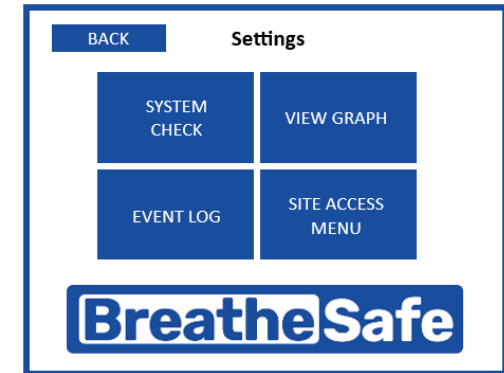 BACK
Settings
SYSTEM
CHECK
VIEW GRAPH
EVENT LOG
SITE ACCESS
MENU
BreatheSafe